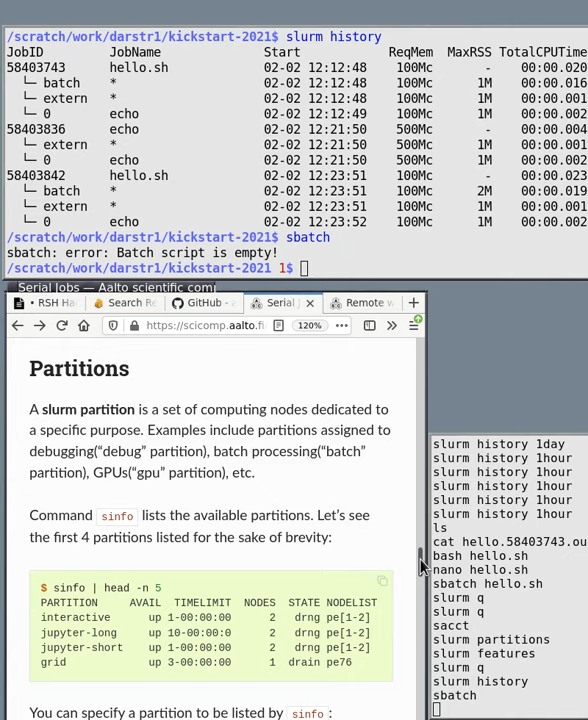 /scratch/work/darstr1/kickstart-2021$ slurm history
JobID JobName Start ReqMem MaxRSS TotalCPUTime
58403743 hello.sh 02-02 12:12:48 100Mc - 00:00.020
└─ batch * 02-02 12:12:48 100Mc 1M 00:00.016
└─ extern * 02-02 12:12:48 100Mc 1M 00:00.001
└─ 0 echo 02-02 12:12:49 100Mc 1M 00:00.002
58403836 echo 02-02 12:21:50 500Mc - 00:00.004
└─ extern * 02-02 12:21:50 500Mc 1M 00:00.001
└─ 0 echo 02-02 12:21:50 500Mc 1M 00:00.002
58403842 hello.sh 02-02 12:23:51 100Mc - 00:00.023
└─ batch * 02-02 12:23:51 100Mc 2M 00:00.019
└─ extern * 02-02 12:23:51 100Mc 1M 00:00.001
└─ 0 echo 02-02 12:23:52 100Mc 1M 00:00.002
/scratch/work/darstr1/kickstart-2021$ sbatch
sbatch: error: Batch script is empty!
/scratch/work/darstr1/kickstart-2021 1$
Serial Jobs — Aalto scientific com
• RSH Ha Search Re GitHub - Serial J × Remote w +
https://scicomp.aalto.fi 120% •••
Partitions
A slurm partition is a set of computing nodes dedicated to
a specific purpose. Examples include partitions assigned to
debugging("debug" partition), batch processing("batch"
partition), GPUs("gpu" partition), etc.
Command sinfo lists the available partitions. Let's see
the first 4 partitions listed for the sake of brevity:
$ sinfo | head -n 5
PARTITION AVAIL TIMELIMIT NODES STATE NODELIST
interactive up 1-00:00:00 2 drng pe[1-2]
jupyter-long up 10-00:00:0 2 drng pe[1-2]
jupyter-short up 1-00:00:00 2 drng pe[1-2]
grid up 3-00:00:00 1 drain pe76
You can specify a partition to be listed by sinfo :
slurm history 1day
slurm history 1hour
slurm history 1hour
slurm history 1hour
slurm history 1hour
slurm history 1hour
ls
cat hello.58403743.ou
bash hello.sh
nano hello.sh
sbatch hello.sh
slurm q
slurm q
sacct
slurm partitions
slurm features
slurm q
slurm history
sbatch